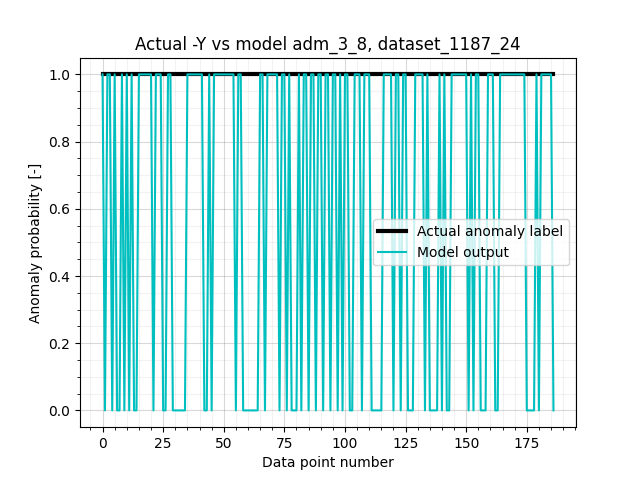 Actual -Y vs model adm_3_8, dataset_1187_24
Anomaly probability [-]
1.0
0.8
0.6
0.4
0.2
0.0
Actual anomaly label
Model output
0 25 50 75 100 125 150 175
Data point number